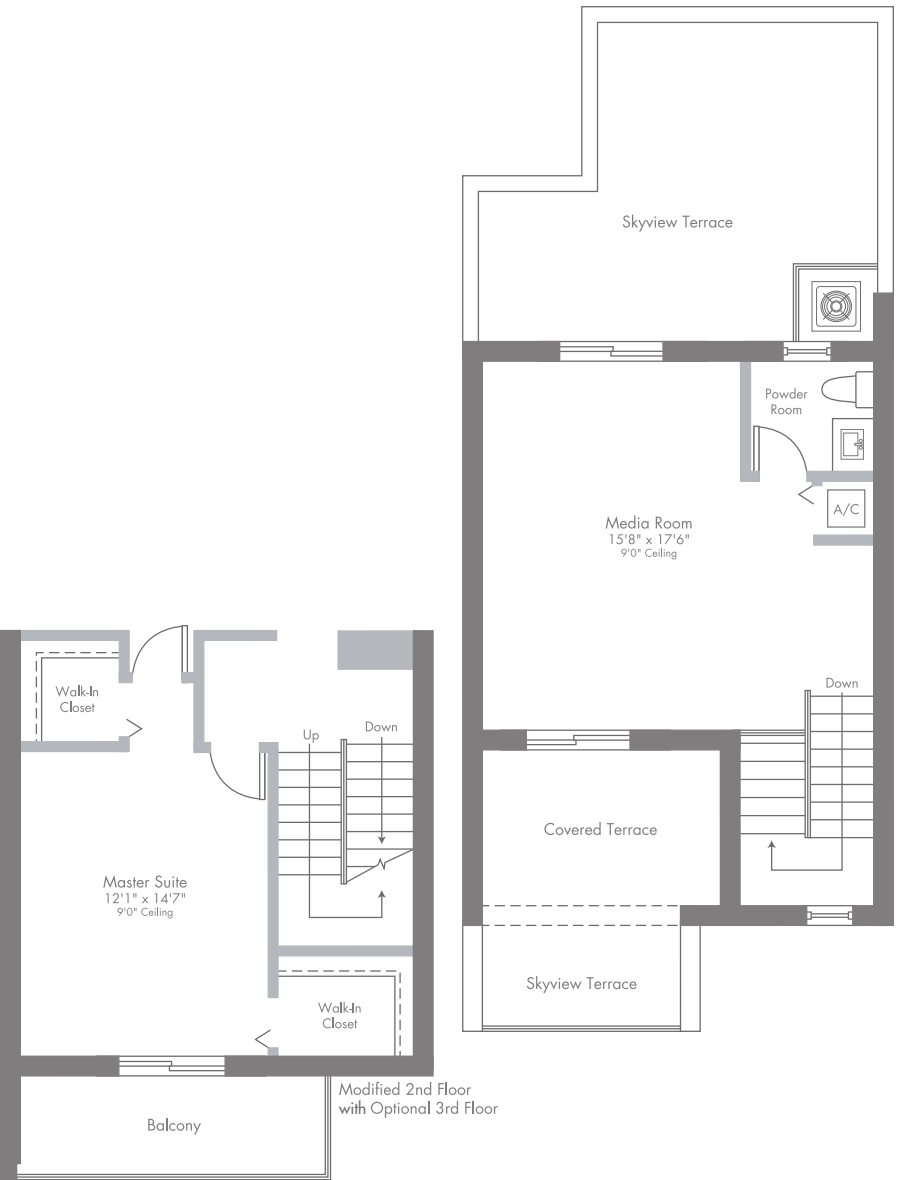 Skyview Terrace
Powder
Room
A/C
Media Room
15'8" x 17'6"
9'0" Ceiling
Down
Covered Terrace
Skyview Terrace
Walk-In
Closet
Up
Down
Master Suite
12'1" x 14'7"
9'0" Ceiling
Walk-In
Closet
Balcony
Modified 2nd Floor
with Optional 3rd Floor